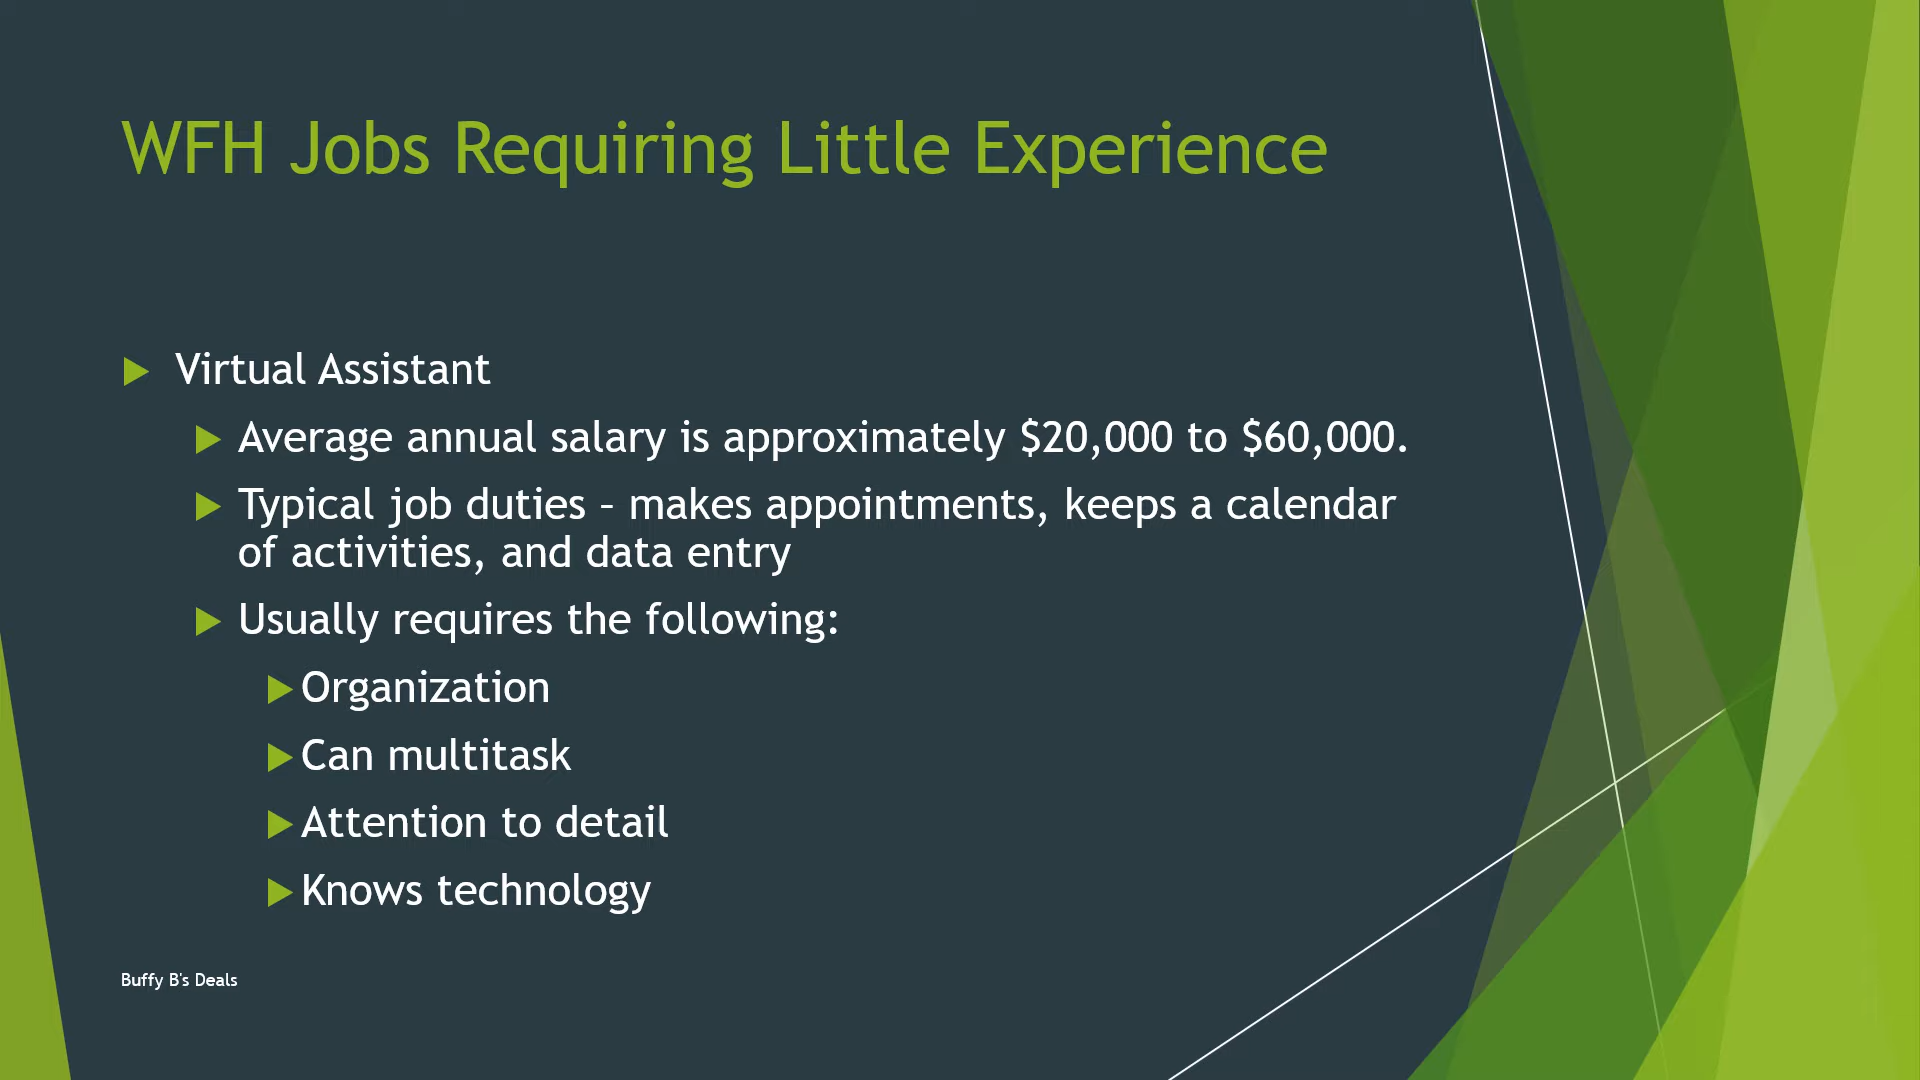 WFH Jobs Requiring Little Experience
Virtual Assistant
Average annual salary is approximately $20,000 to $60,000.
Typical job duties – makes appointments, keeps a calendar
of activities, and data entry
Usually requires the following:
Organization
Can multitask
Attention to detail
Knows technology
Buffy B's Deals